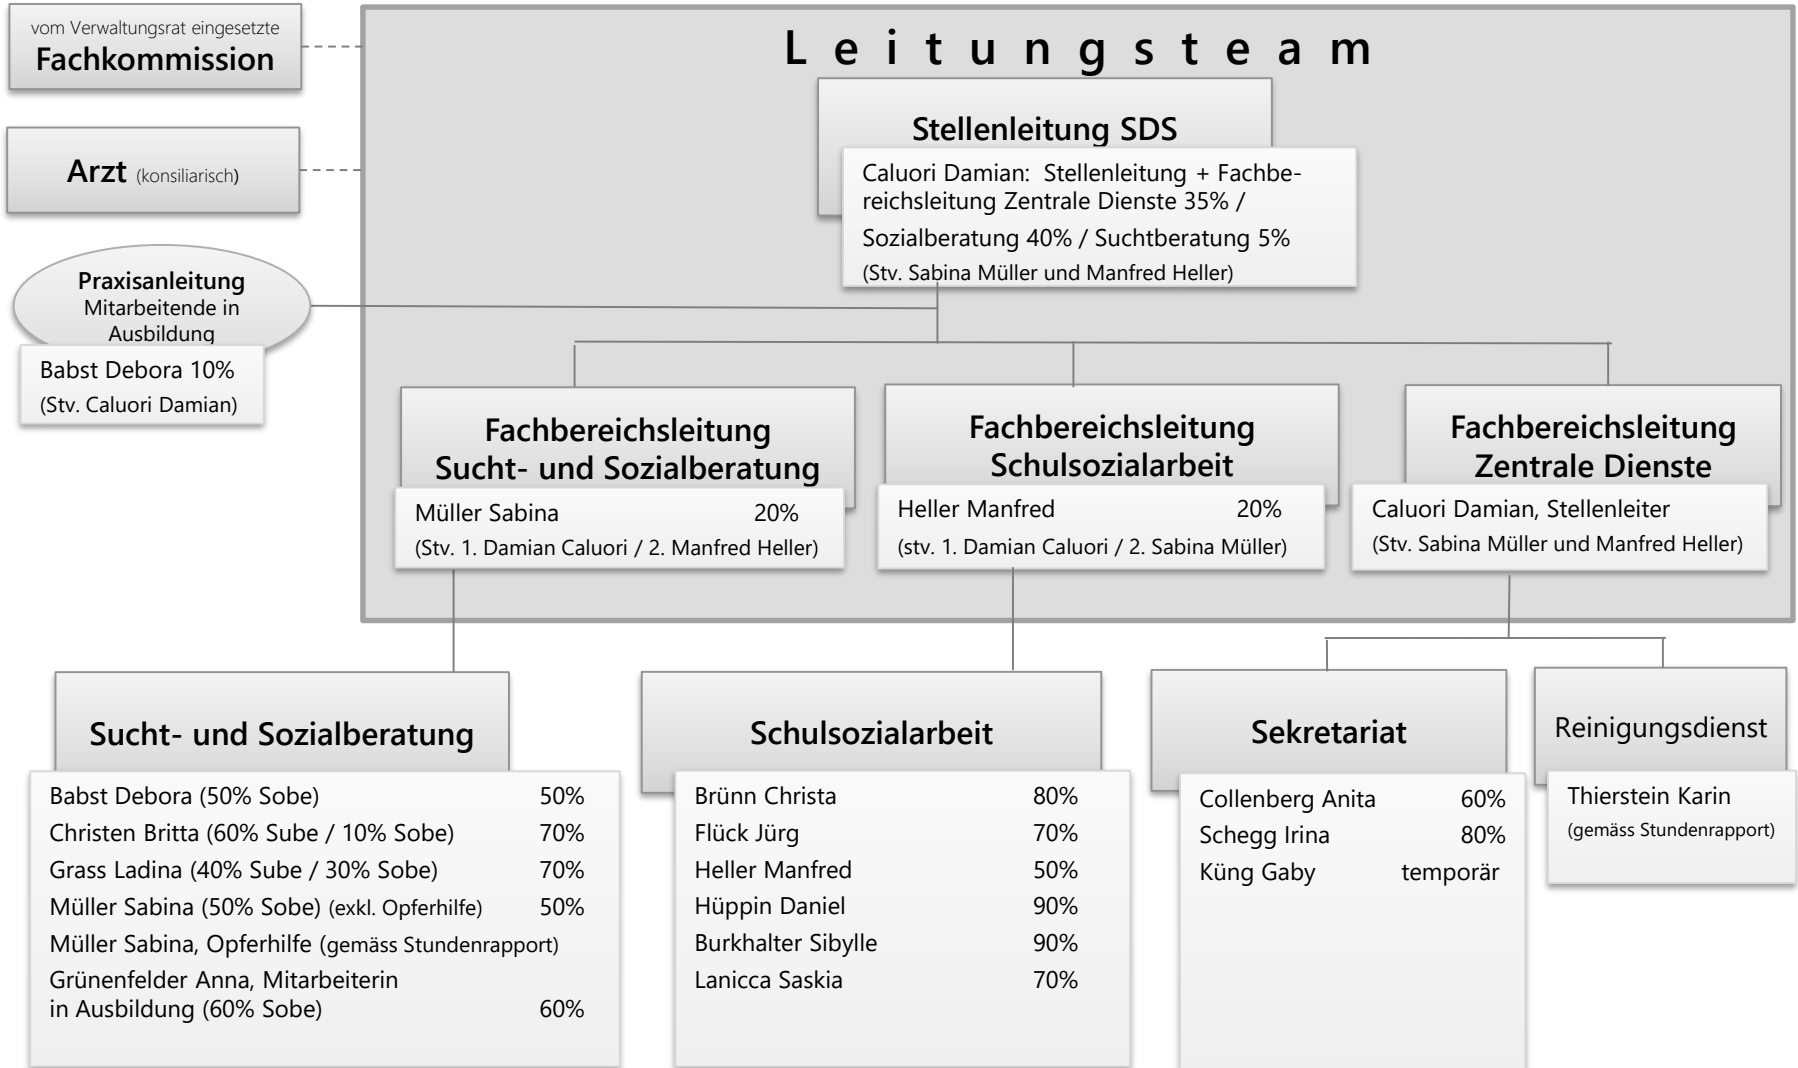 vom Verwaltungsrat eingesetzte
Fachkommission
Arzt (konsiliarisch)
Praxisanleitung
Mitarbeitende in
Ausbildung
Babst Debora 10%
(Stv. Caluori Damian)
Leitungsteam
Stellenleitung SDS
Caluori Damian: Stellenleitung + Fachbe-
reichsleitung Zentrale Dienste 35% /
Sozialberatung 40% / Suchtberatung 5%
(Stv. Sabina Müller und Manfred Heller)
Fachbereichsleitung
Sucht- und Sozialberatung
Müller Sabina 20%
(Stv. 1. Damian Caluori / 2. Manfred Heller)
Fachbereichsleitung
Schulsozialarbeit
Heller Manfred 20%
(stv. 1. Damian Caluori / 2. Sabina Müller)
Fachbereichsleitung
Zentrale Dienste
Caluori Damian, Stellenleiter
(Stv. Sabina Müller und Manfred Heller)
Sucht- und Sozialberatung
Babst Debora (50% Sobe) 50%
Christen Britta (60% Sube / 10% Sobe) 70%
Grass Ladina (40% Sube / 30% Sobe) 70%
Müller Sabina (50% Sobe) (exkl. Opferhilfe) 50%
Müller Sabina, Opferhilfe (gemäss Stundenrapport)
Grünenfelder Anna, Mitarbeiterin
in Ausbildung (60% Sobe) 60%
Schulsozialarbeit
Brünn Christa 80%
Flück Jürg 70%
Heller Manfred 50%
Hüppin Daniel 90%
Burkhalter Sibylle 90%
Lanicca Saskia 70%
Sekretariat
Collenberg Anita 60%
Schegg Irina 80%
Küng Gaby temporär
Reinigungsdienst
Thierstein Karin
(gemäss Stundenrapport)